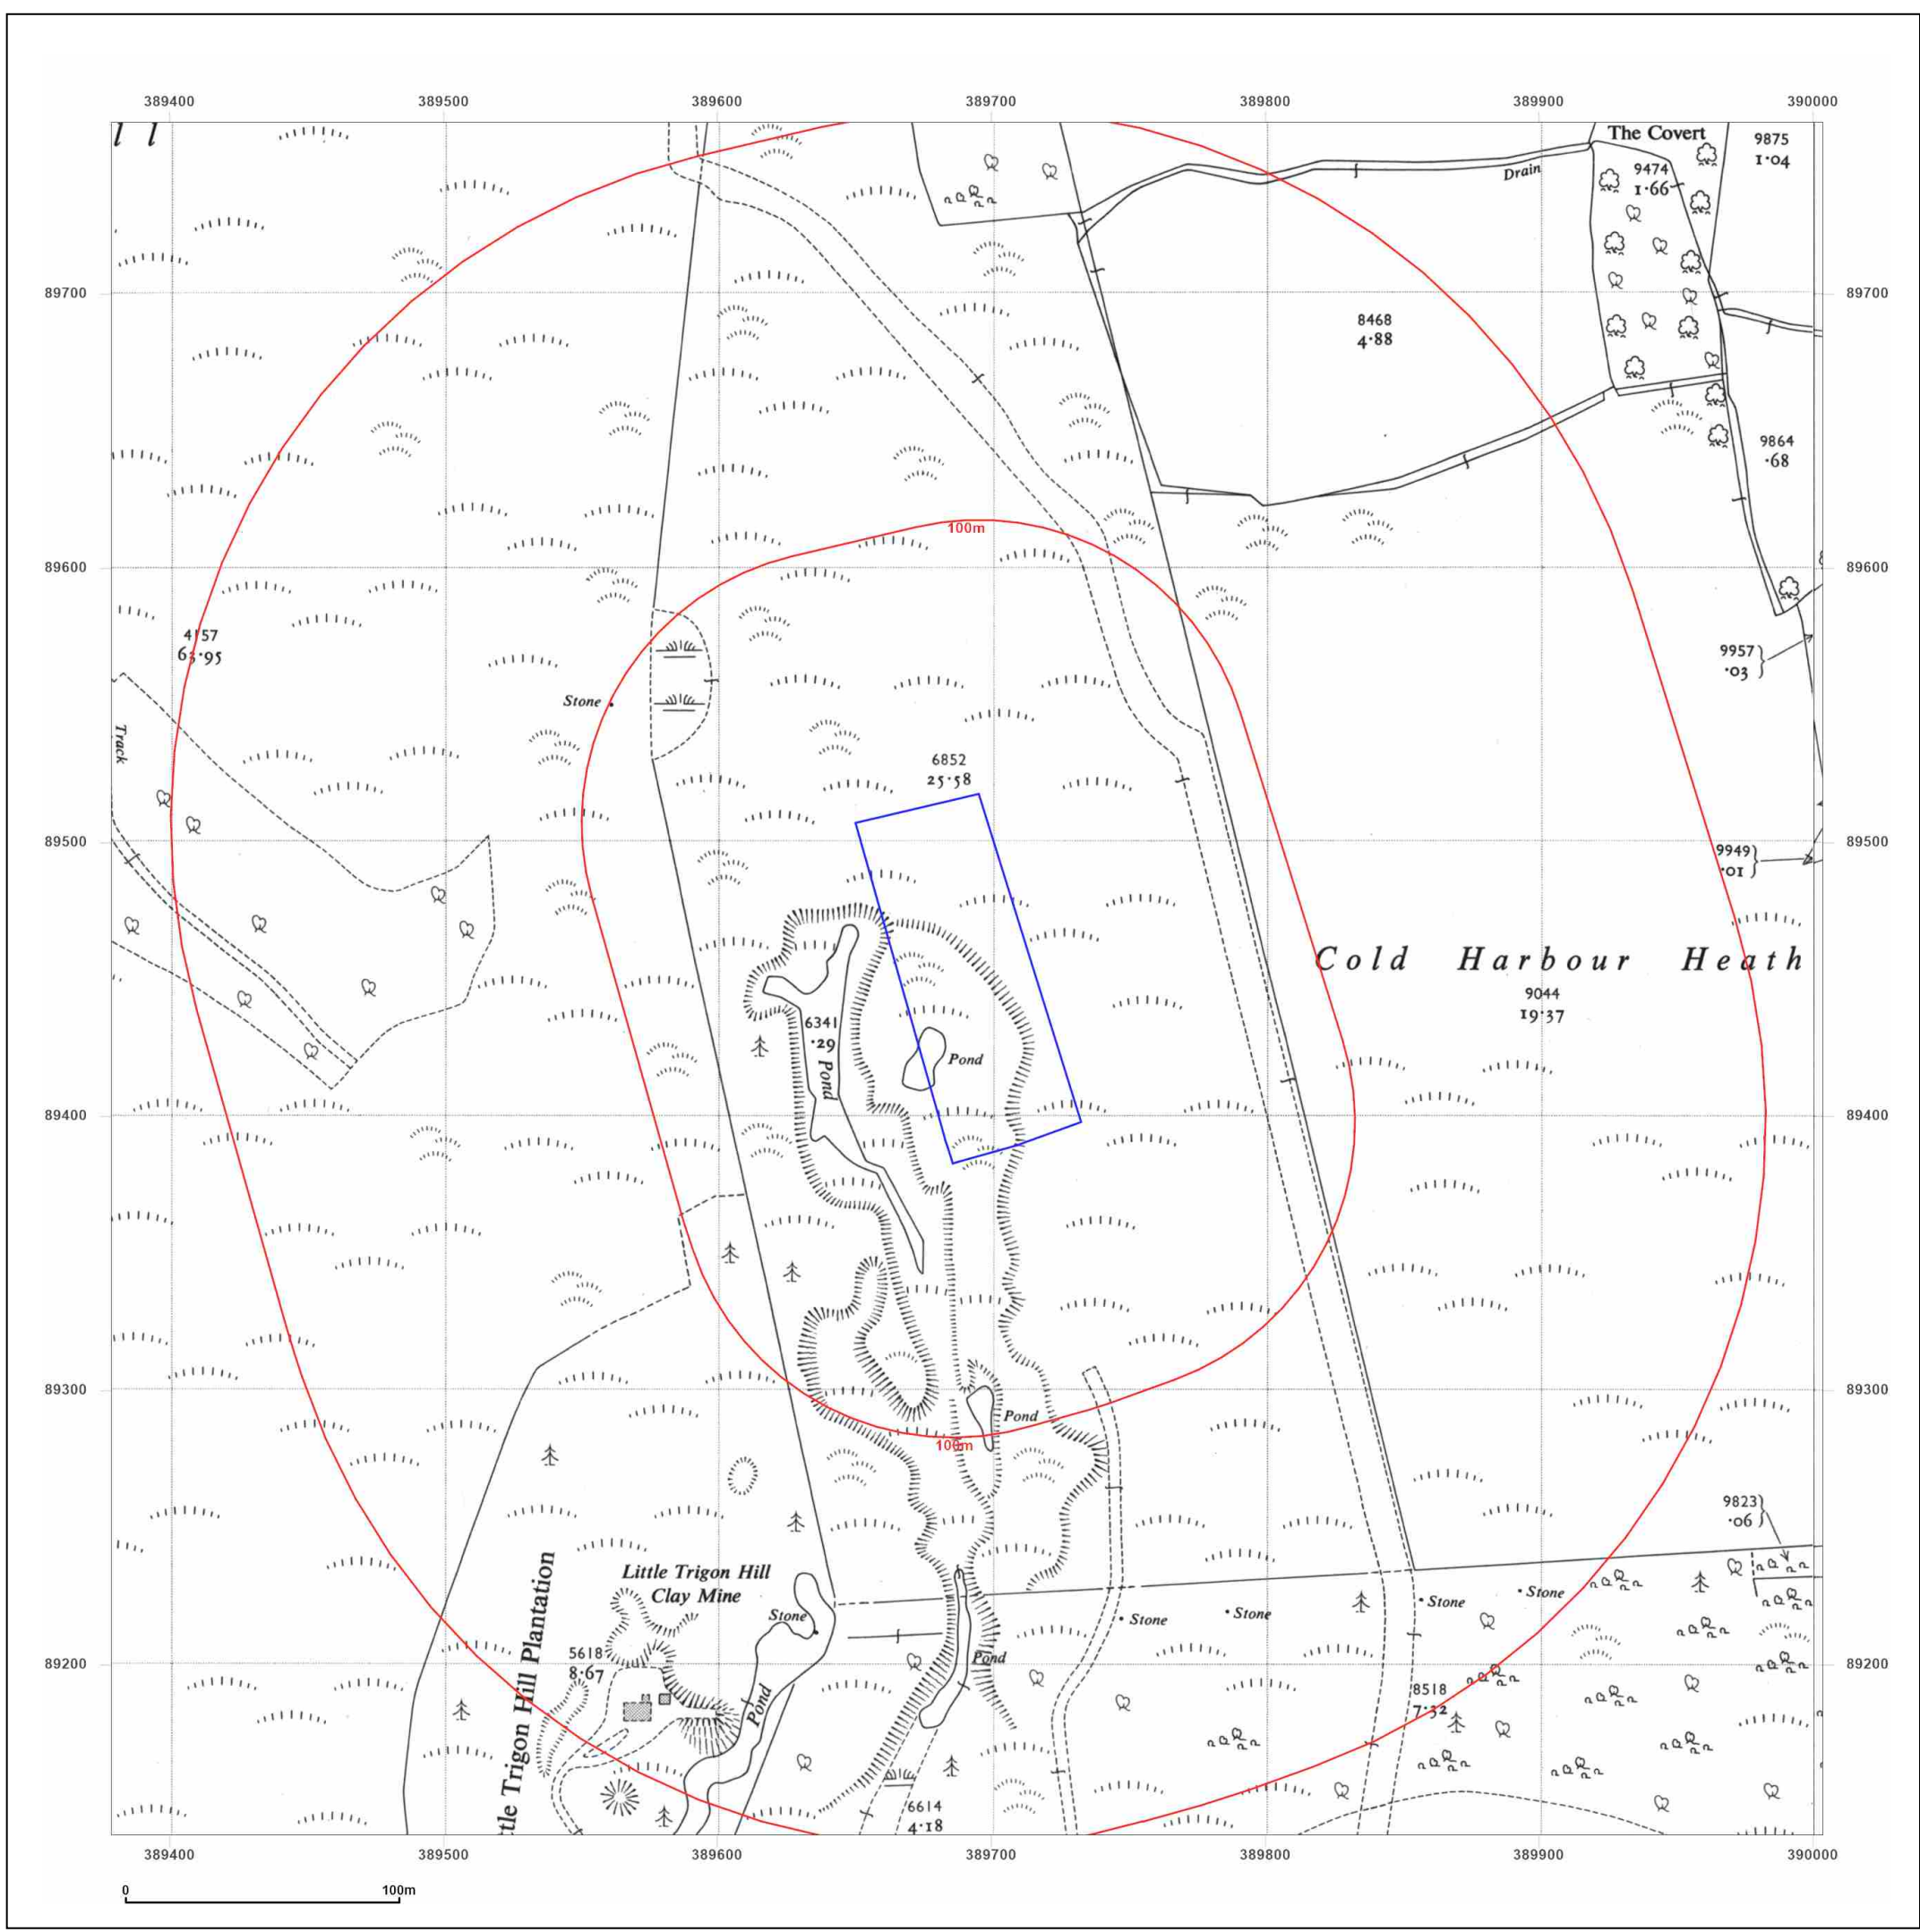 389400 389500 389600 389700 389800 389900 390000
l l
The Covert
9875
1·04
9474
1·66
Drain
89700
89700
8468
4·88
9864
·68
100m
89600
89600
4157
63·95
9957
·03
Stone
Track
6852
25·58
89500
89500
9949
·01
Cold Harbour Heath
9044
19·37
6341
·29
Pond
Pond
89400
89400
89300
89300
Pond
100m
9823
·06
Little Trigon Hill
Clay Mine
Stone
Stone
Stone
Stone
Stone
5618
8·67
Pond
89200
89200
8518
7·32
Pond
ttle Trigon Hill Plantation
6614
4·18
389400 389500 389600 389700 389800 389900 390000
0 100m